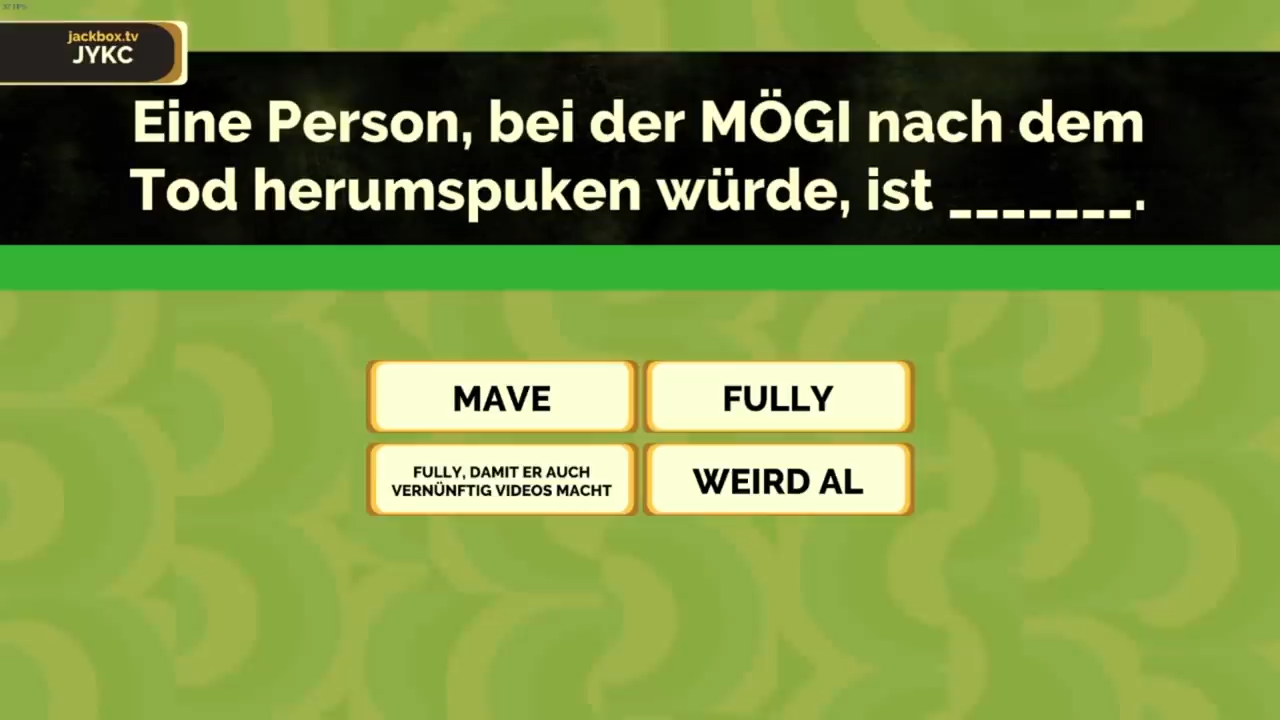 jackbox.tv
JYKC
Eine Person, bei der MÖGI nach dem
Tod herumspuken würde, ist _______.
MAVE
FULLY
FULLY, DAMIT ER AUCH
VERNÜNFTIG VIDEOS MACHT
WEIRD AL